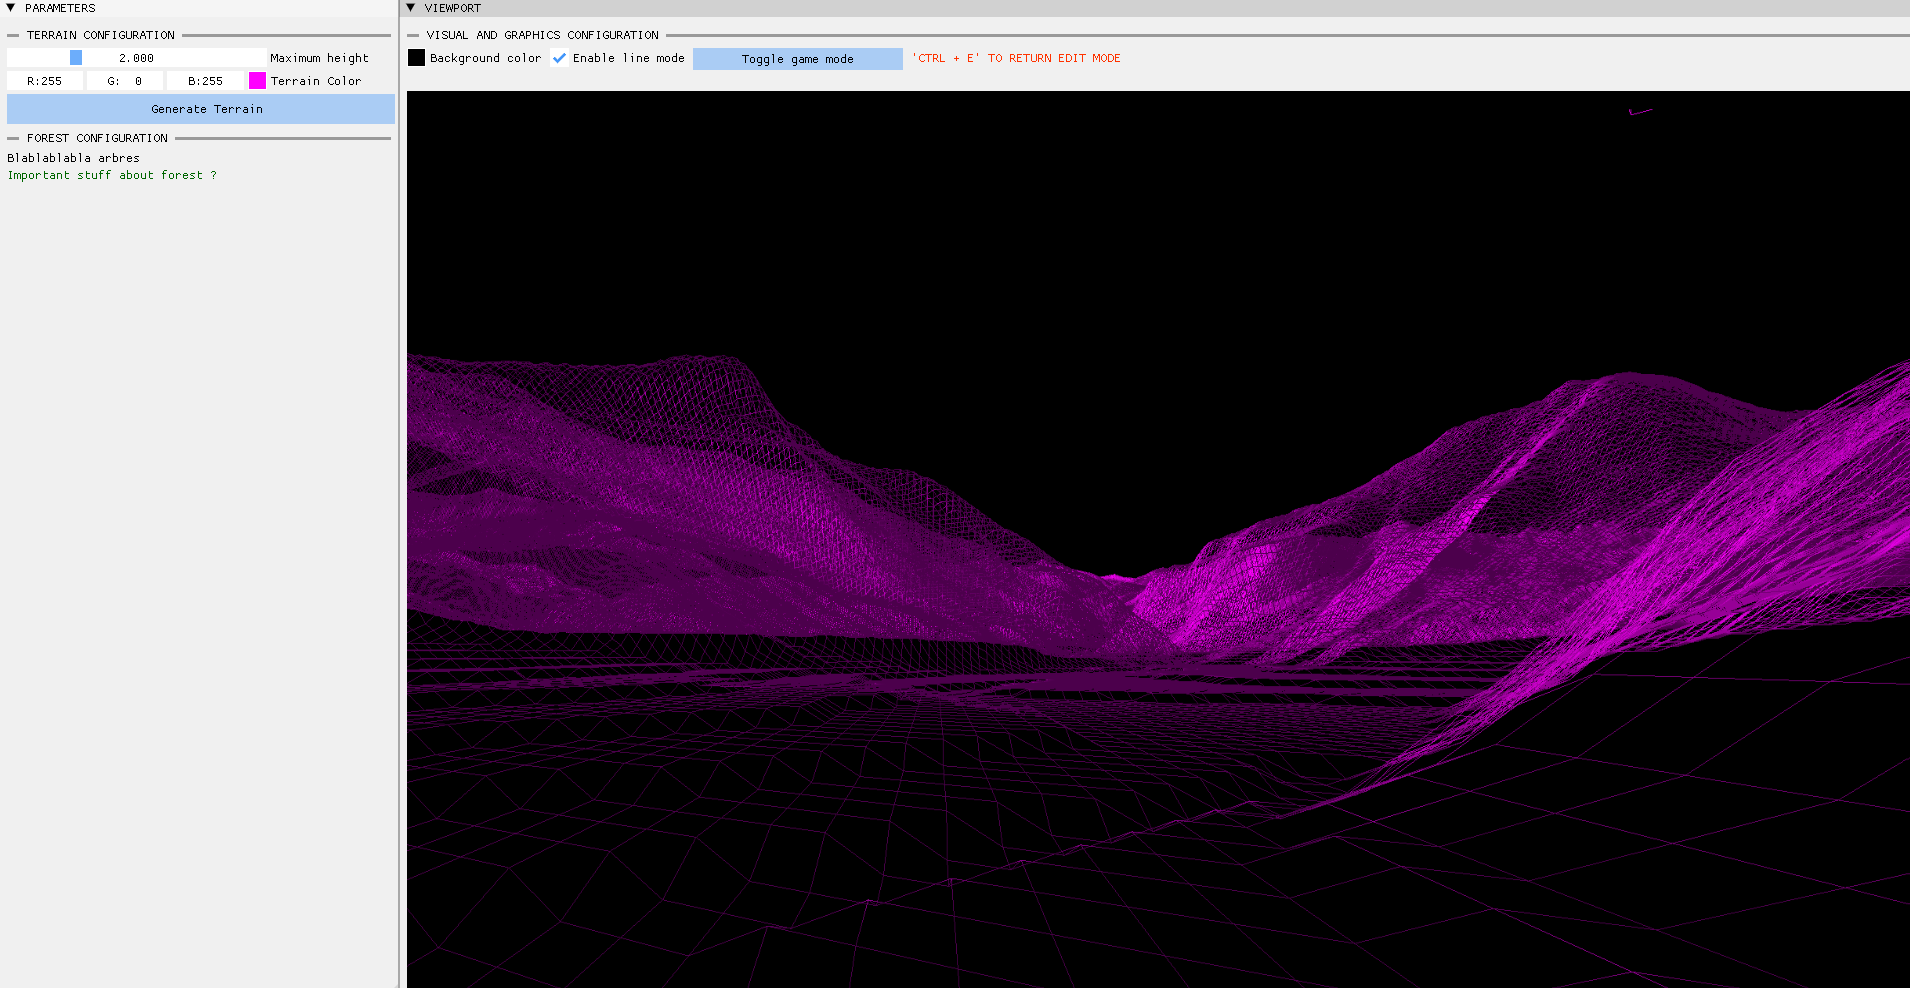 PARAMETERS
TERRAIN CONFIGURATION
2.000 Maximum height
R:255 G: 0 B:255 Terrain Color
Generate Terrain
FOREST CONFIGURATION
Blablablabla arbres
Important stuff about forest ?
VIEWPORT
VISUAL AND GRAPHICS CONFIGURATION
Background color Enable line mode Toggle game mode 'CTRL + E' TO RETURN EDIT MODE